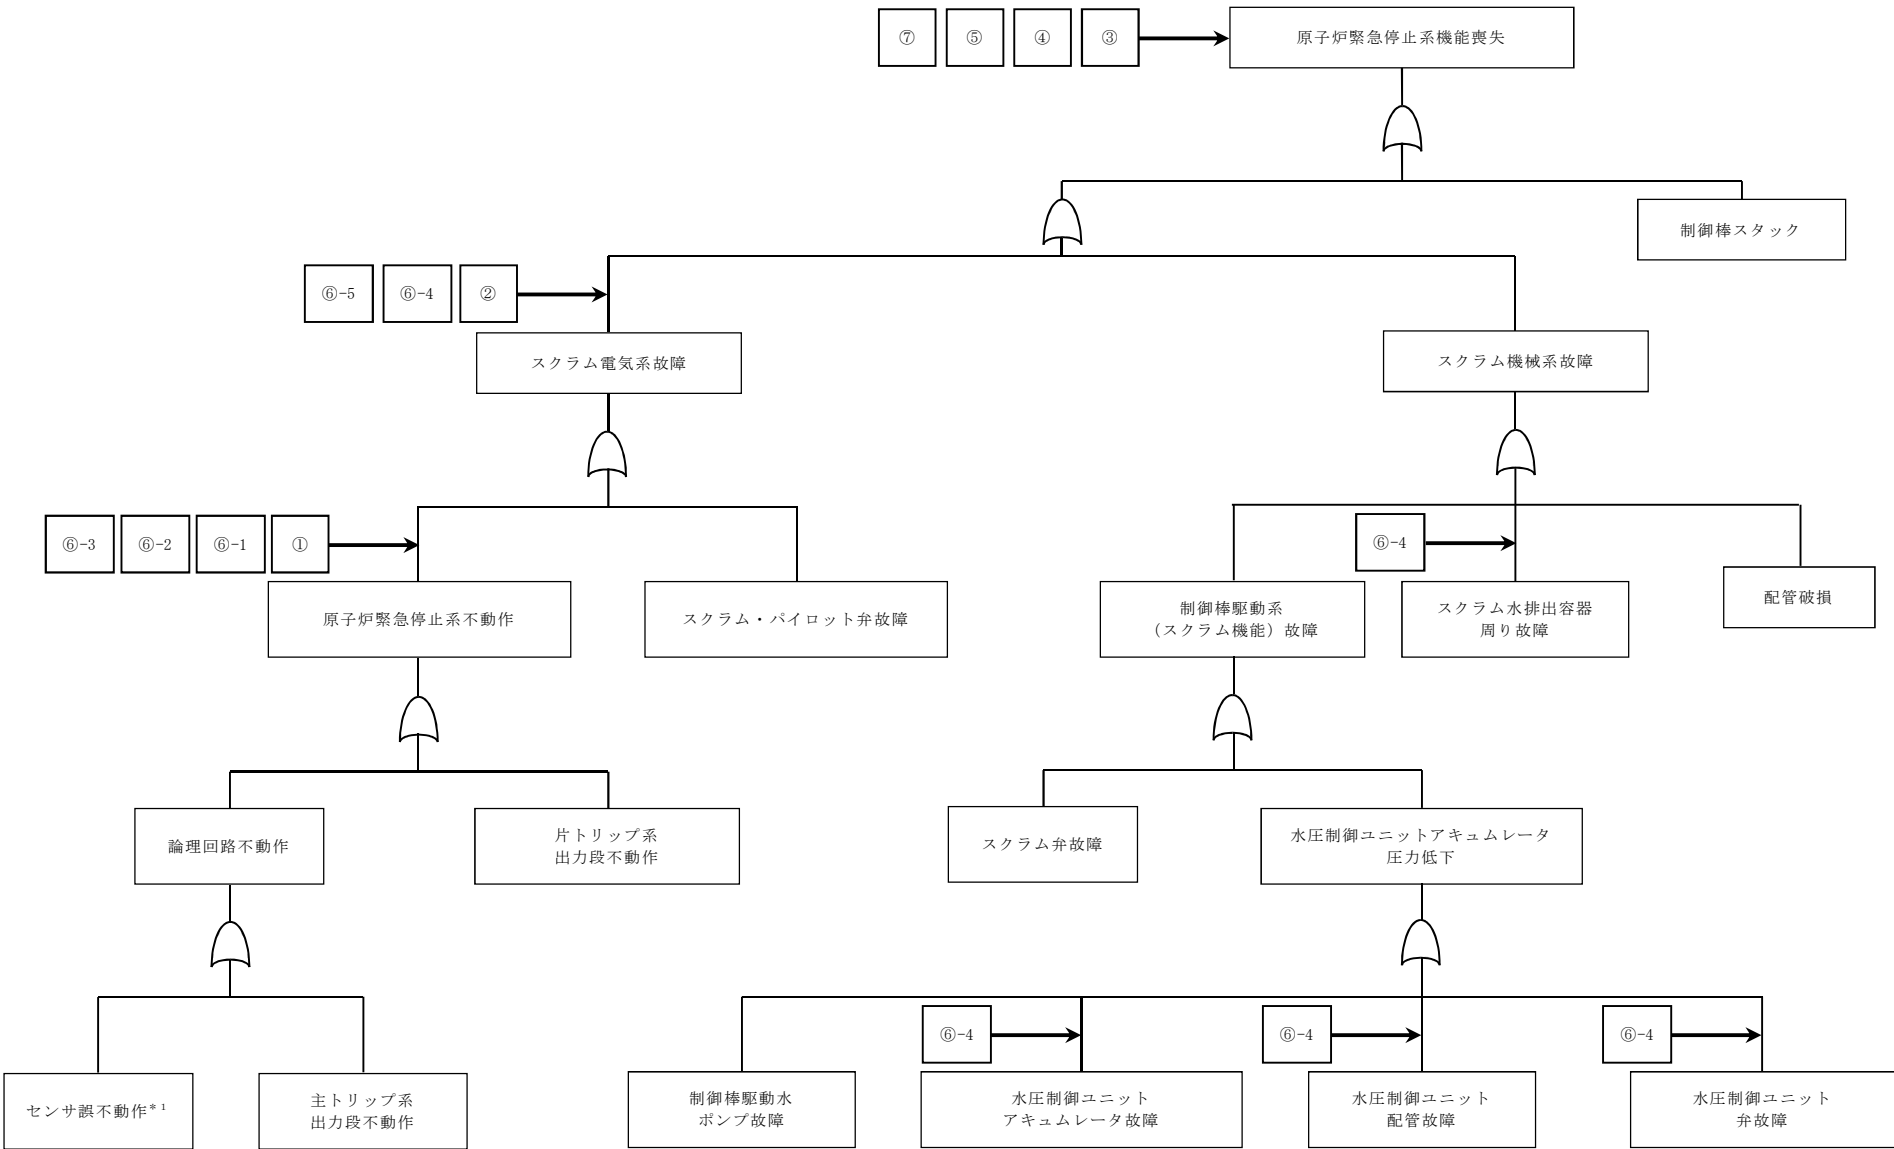 ⑦ ⑤ ④ ③ 原子炉緊急停止系機能喪失
制御棒スタック
⑥-5 ⑥-4 ②
スクラム電気系故障
スクラム機械系故障
⑥-3 ⑥-2 ⑥-1 ①
⑥-4
原子炉緊急停止系不動作
スクラム・パイロット弁故障
制御棒駆動系
（スクラム機能）故障
スクラム水排出容器
周り故障
配管破損
論理回路不動作
片トリップ系
出力段不動作
スクラム弁故障
水圧制御ユニットアキュムレータ
圧力低下
⑥-4
⑥-4
⑥-4
センサ誤不動作*1
主トリップ系
出力段不動作
制御棒駆動水
ポンプ故障
水圧制御ユニット
アキュムレータ故障
水圧制御ユニット
配管故障
水圧制御ユニット
弁故障